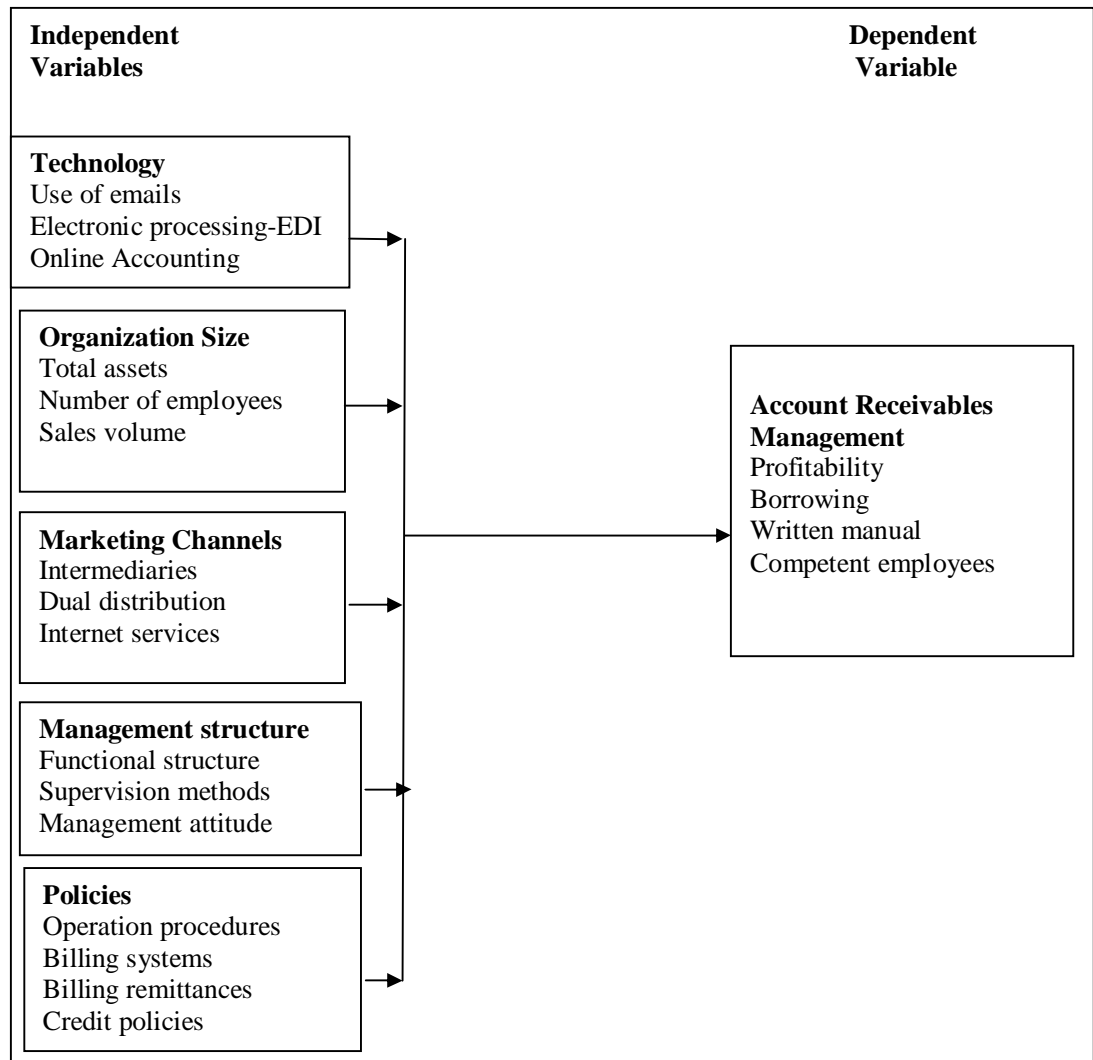 Independent
Variables
Dependent
Variable
Technology
Use of emails
Electronic processing-EDI
Online Accounting
Organization Size
Total assets
Number of employees
Sales volume
Marketing Channels
Intermediaries
Dual distribution
Internet services
Management structure
Functional structure
Supervision methods
Management attitude
Policies
Operation procedures
Billing systems
Billing remittances
Credit policies
Account Receivables
Management
Profitability
Borrowing
Written manual
Competent employees